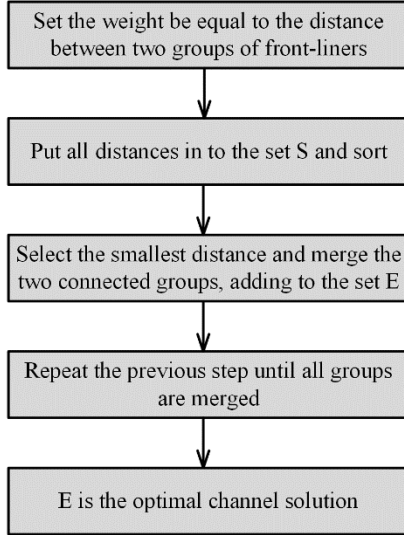 Set the weight be equal to the distance
between two groups of front-liners
Put all distances in to the set S and sort
Select the smallest distance and merge the
two connected groups, adding to the set E
Repeat the previous step until all groups
are merged
E is the optimal channel solution